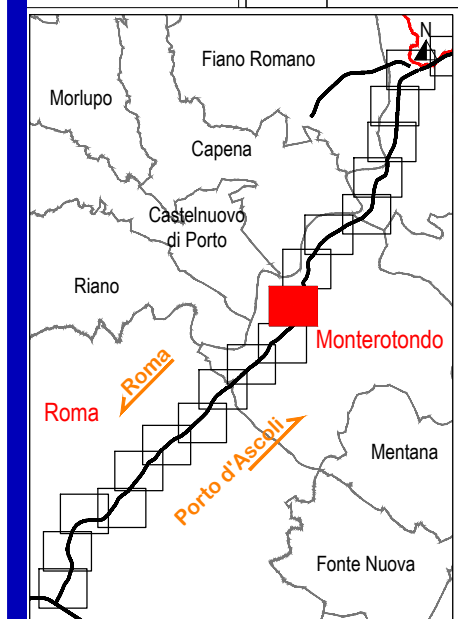 N
Fiano Romano
Morlupo
Capena
Castelnuovo
di Porto
Riano
Monterotondo
Roma
Roma
Porto d'Ascoli
Mentana
Fonte Nuova